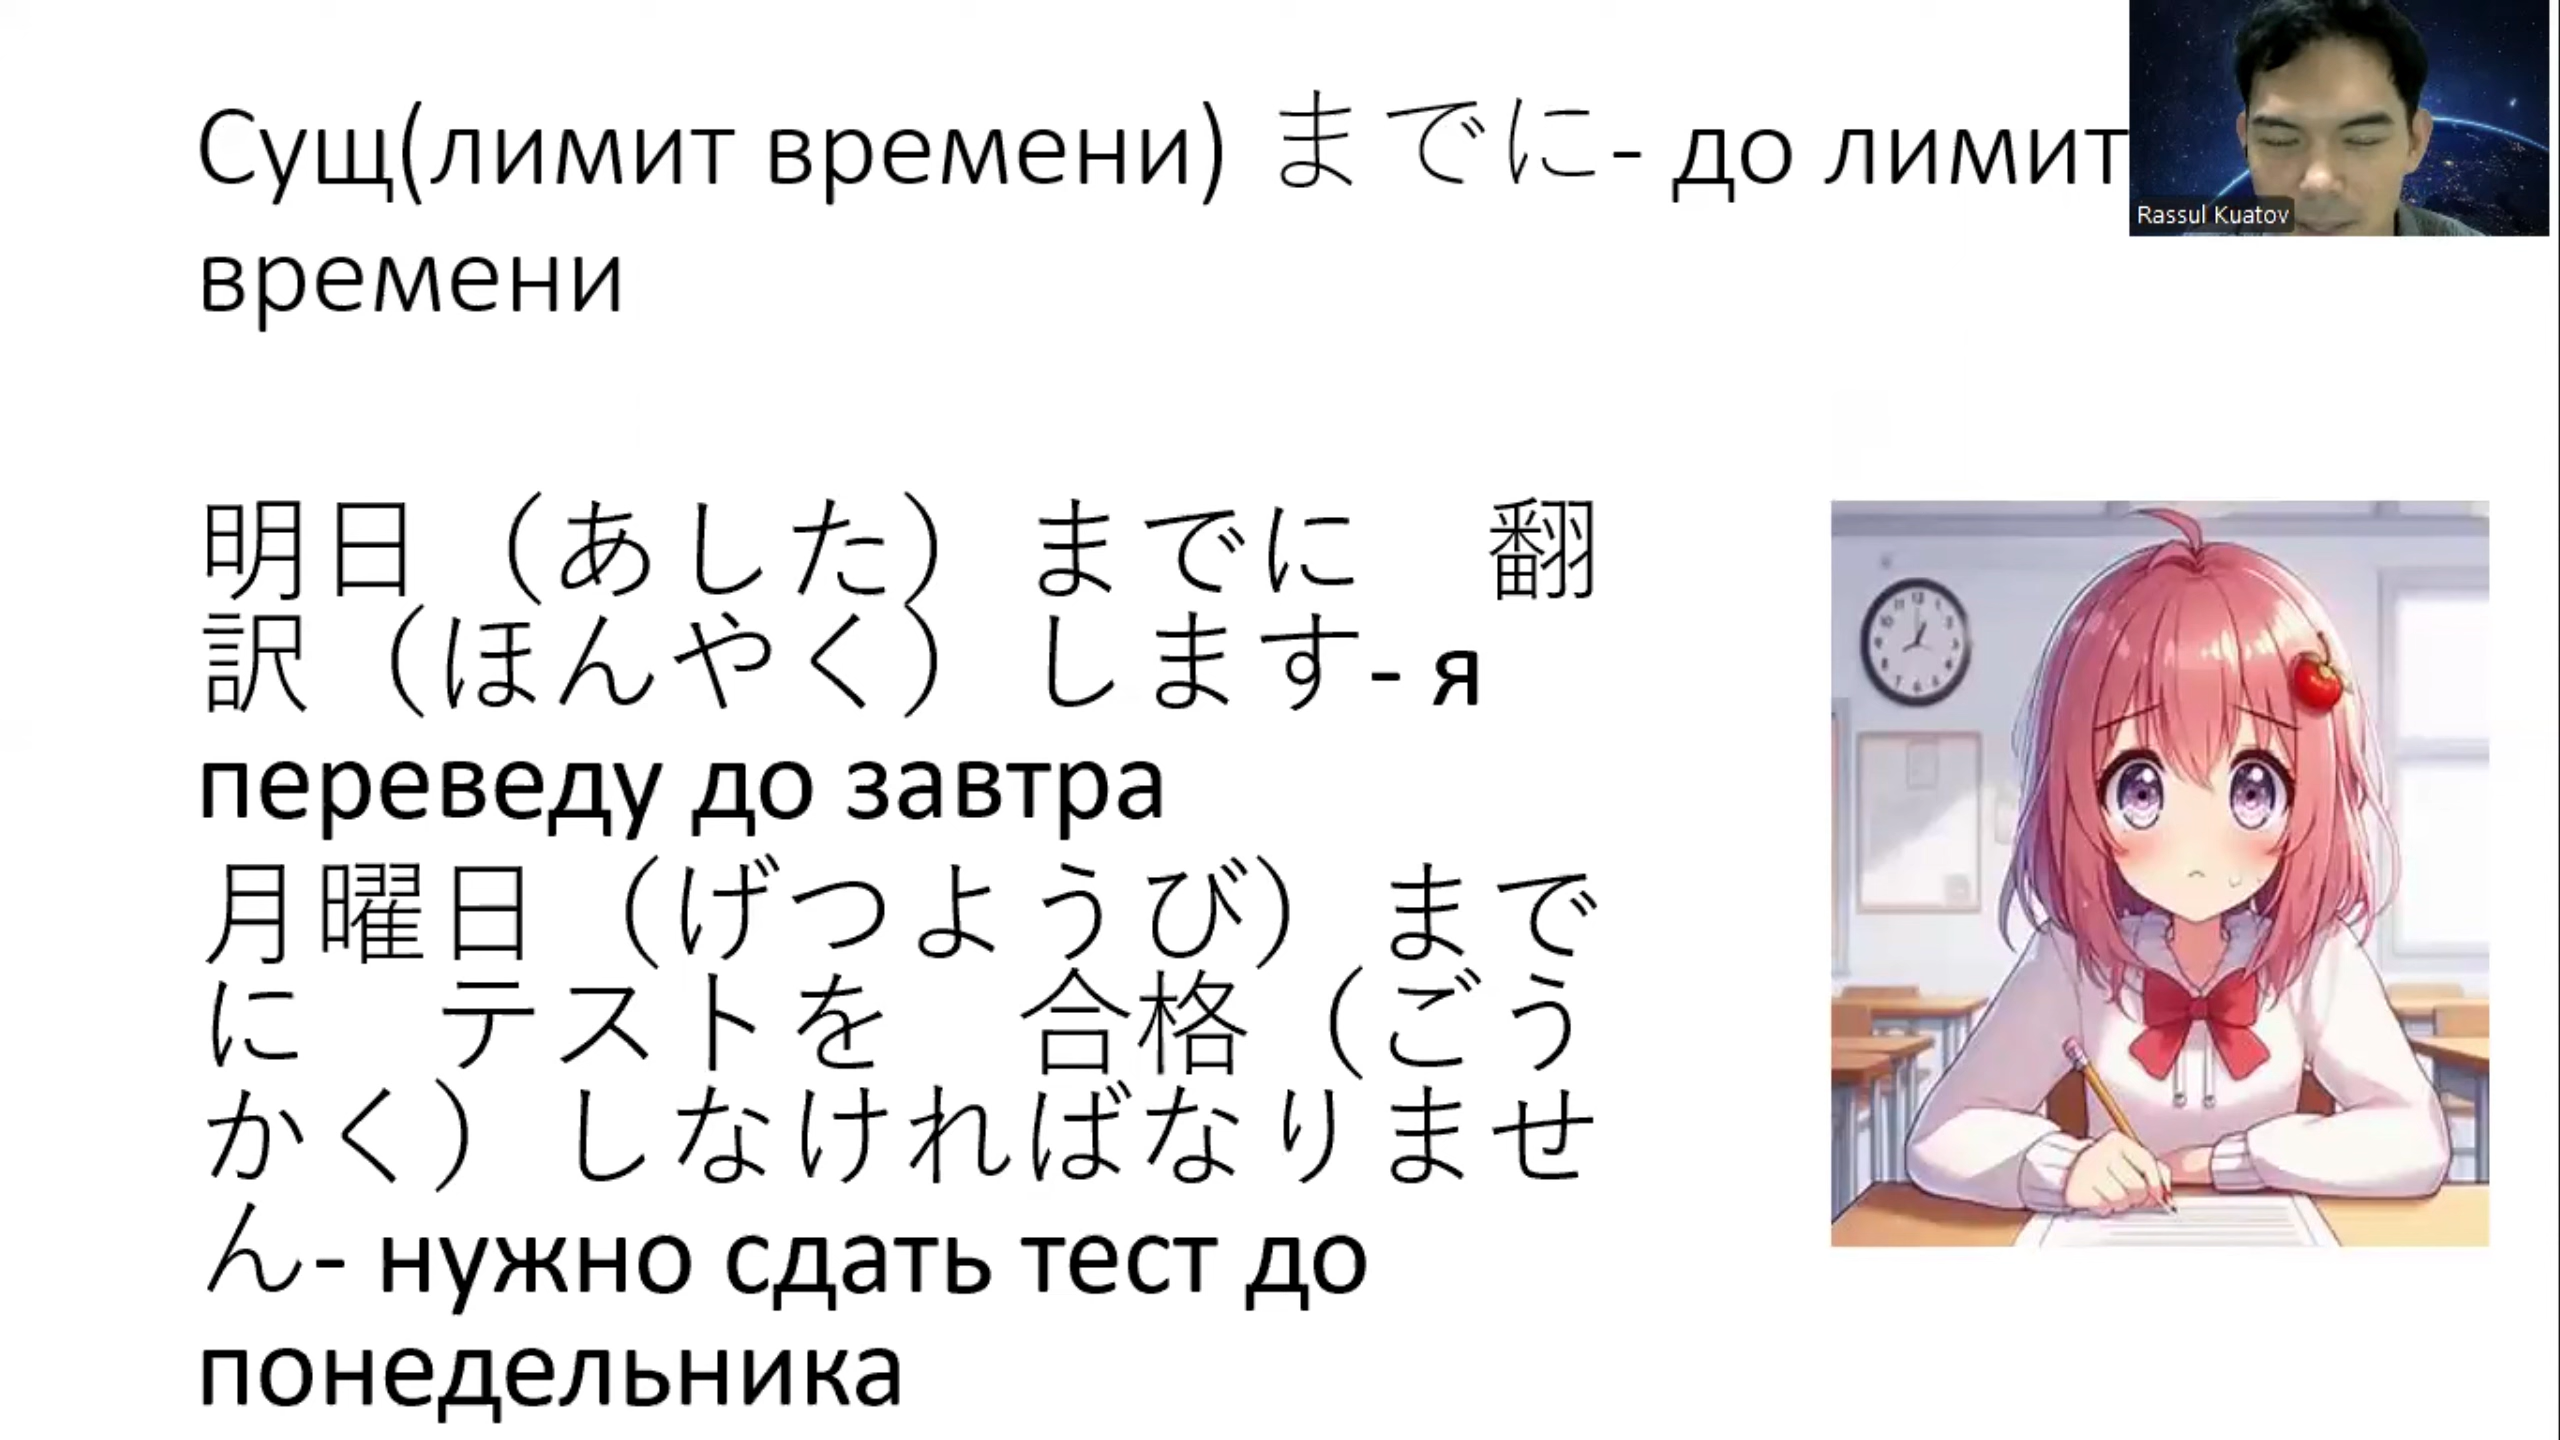 Сущ(лимит времени) までに- до лимит
времени
Rassul Kuatov
明日（あした）までに　翻
訳（ほんやく）します- я
переведу до завтра
月曜日（げつようび）まで
に　テストを　合格（ごう
かく）しなければなりませ
ん- нужно сдать тест до
понедельника